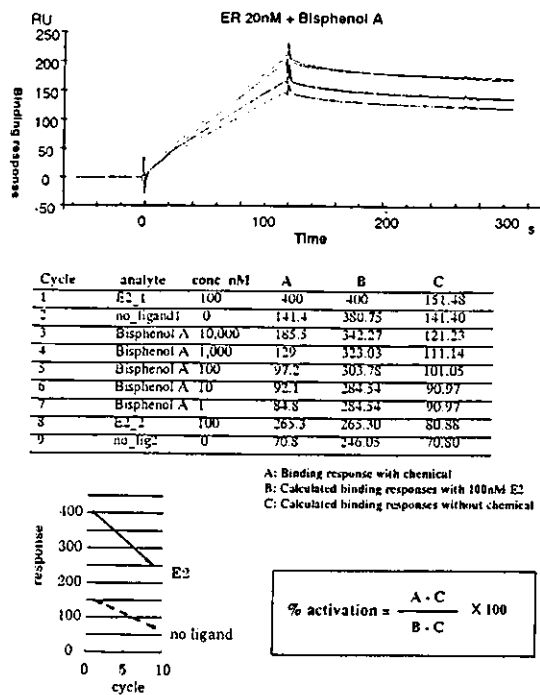 ER 20nM + Bisphenol A
RU
250
200
150
100
50
0
-50
Binding response
0 100 200 300 s
Time
Cycle analyte conc nM A B C
1 E2_1 100 400 400 151.48
2 no_ligand1 0 141.4 380.75 141.40
3 Bisphenol A 10,000 185.5 342.27 121.23
4 Bisphenol A 1,000 129 323.03 111.14
5 Bisphenol A 100 97.2 303.78 101.05
6 Bisphenol A 10 92.1 284.54 90.97
7 Bisphenol A 1 84.8 284.54 90.97
8 E2_2 100 265.3 265.30 80.88
9 no_lig2 0 70.8 246.05 70.80
A: Binding response with chemical
B: Calculated binding responses with 100nM E2
C: Calculated binding responses without chemical
400
300
200
100
0
response
E2
no ligand
0 5 10
cycle
% activation = A - C / B - C X 100